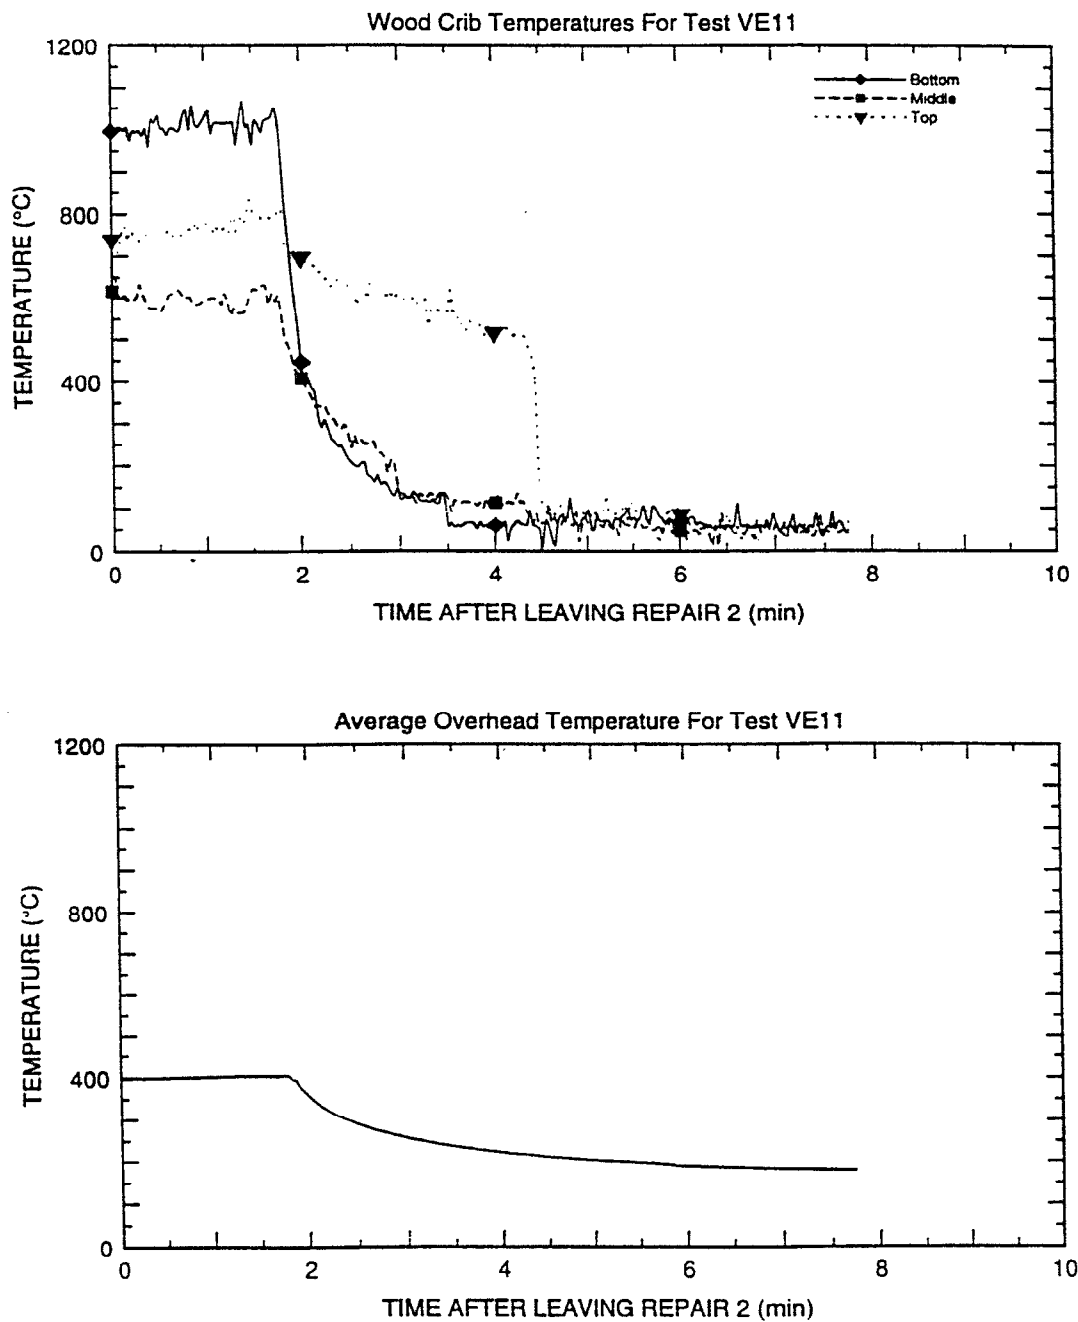 Wood Crib Temperatures For Test VE11
1200
800
400
0
TEMPERATURE (°C)
Bottom
Middle
Top
0 2 4 6 8 10
TIME AFTER LEAVING REPAIR 2 (min)
Average Overhead Temperature For Test VE11
1200
800
400
0
TEMPERATURE (°C)
0 2 4 6 8 10
TIME AFTER LEAVING REPAIR 2 (min)